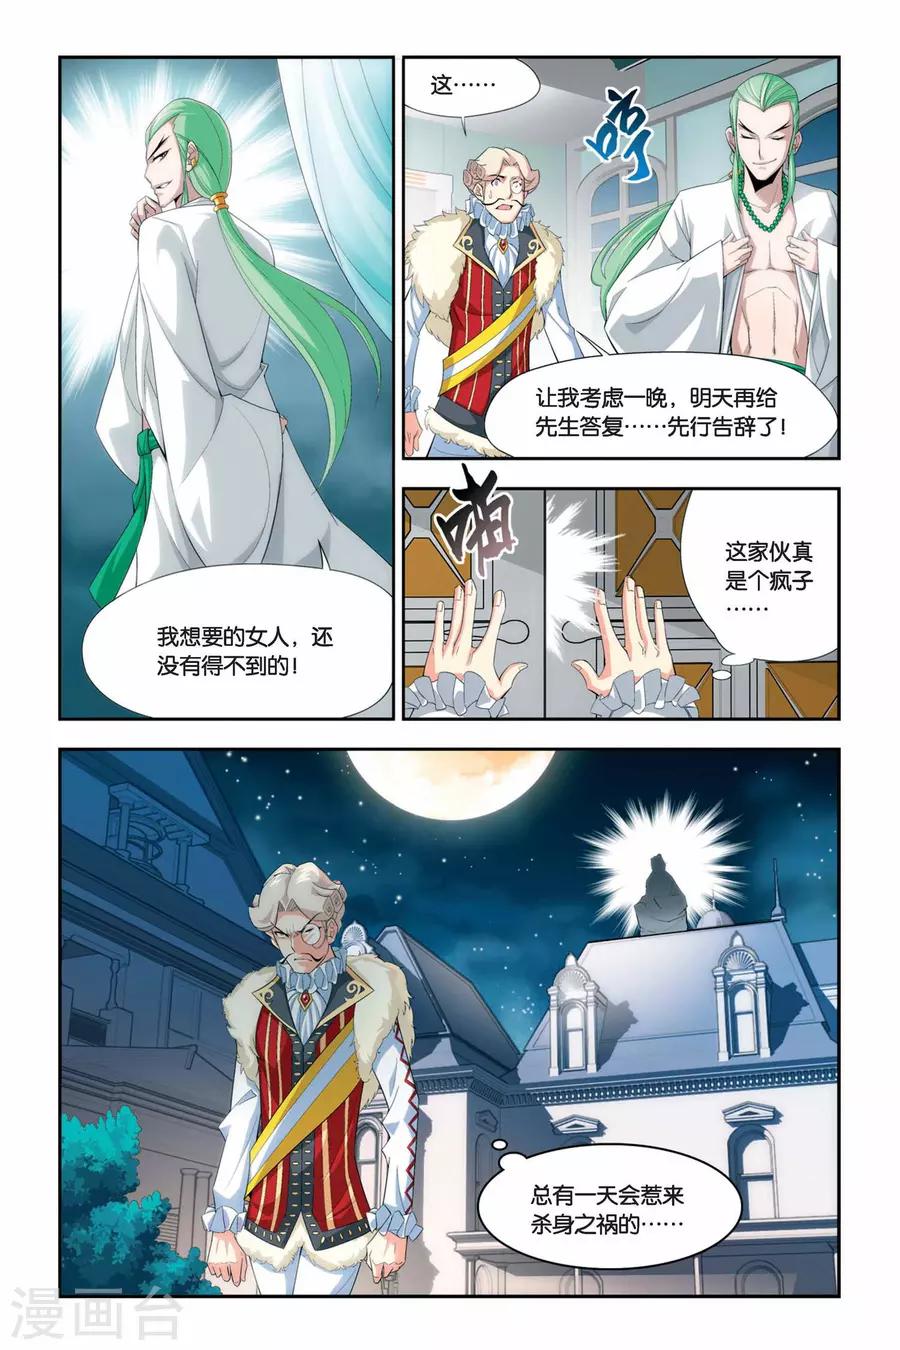 我想要的女人，还
没有得不到的！
这……
让我考虑一晚，明天再给
先生答复……先行告辞了！
啪
这家伙真
是个疯子
……
总有一天会惹来
杀身之祸的……
漫画台